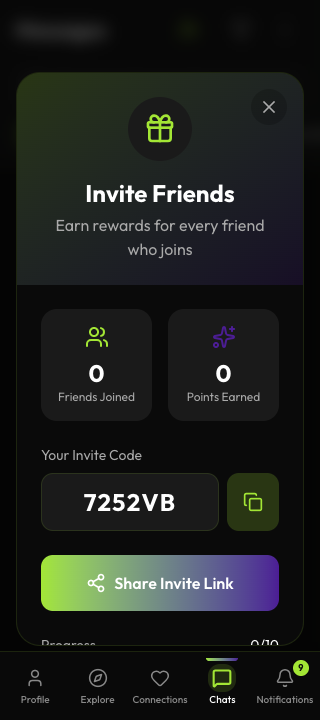 Invite Friends
Earn rewards for every friend
who joins
0
Friends Joined
0
Points Earned
Your Invite Code
7252VB
Share Invite Link
Progress
0/10
9
Profile
Explore
Connections
Chats
Notifications